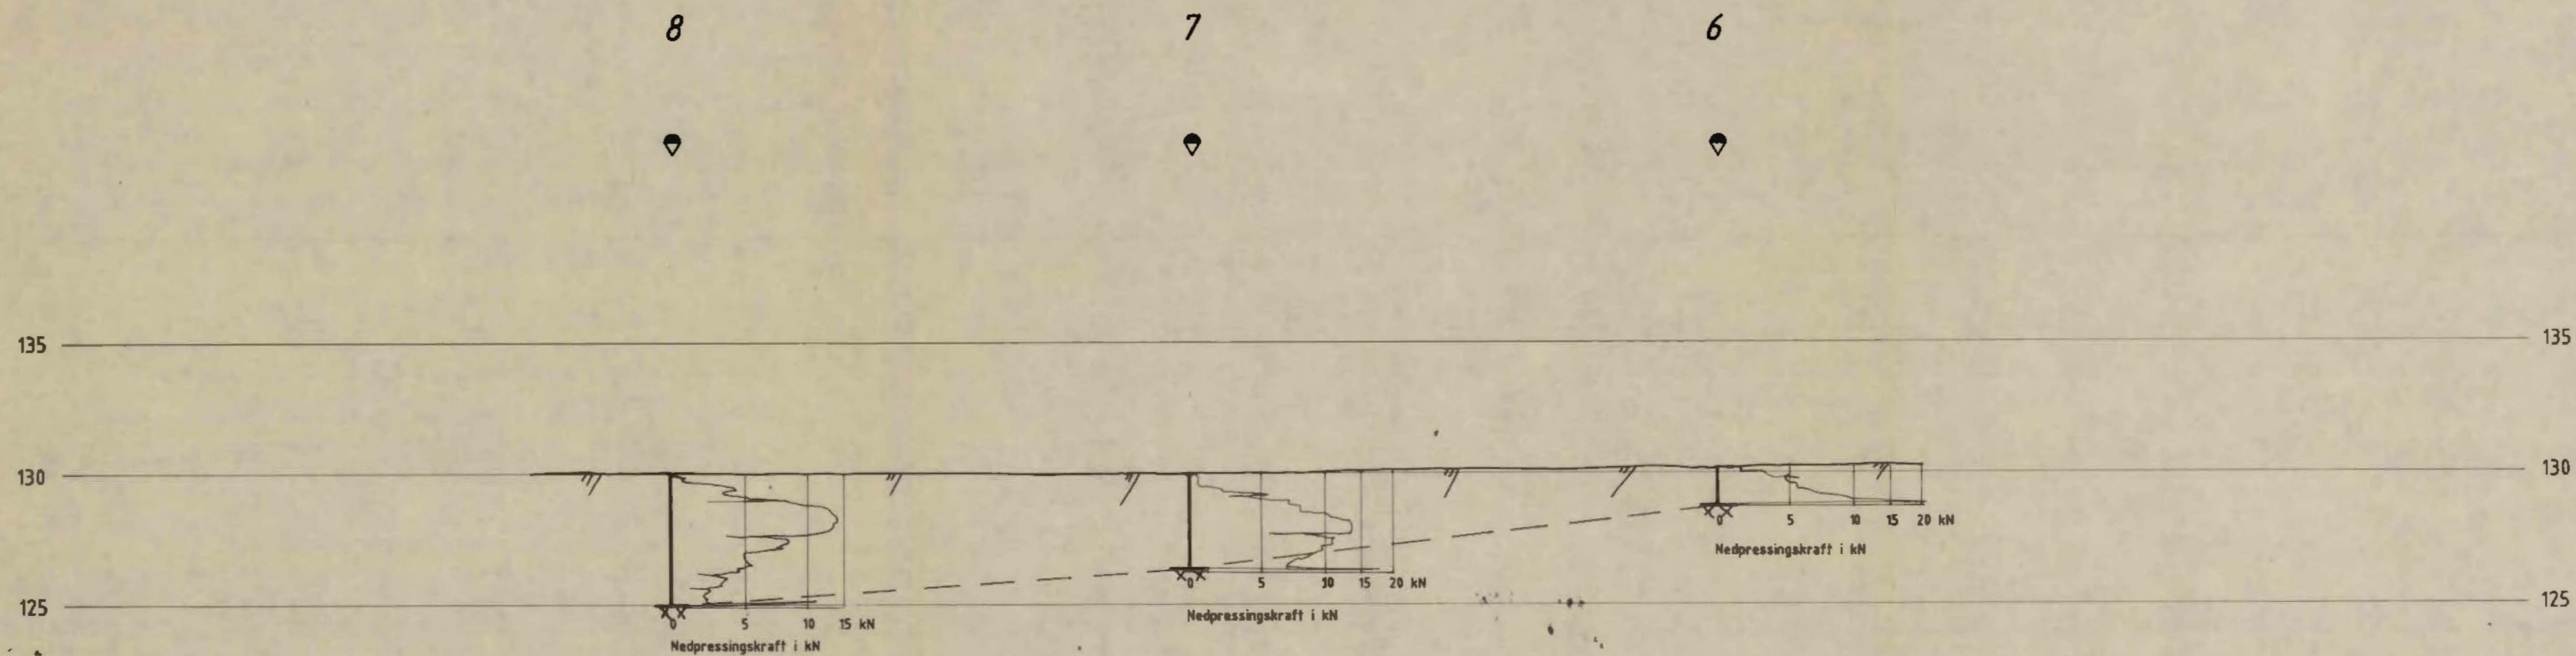 8 7 6
135 135
130 130
0 5 10 15 20 kN
Nedpressingskraft i kN
0 5 10 15 20 kN
125 125
Nedpressingskraft i kN
0 5 10 15 kN
Nedpressingskraft i kN